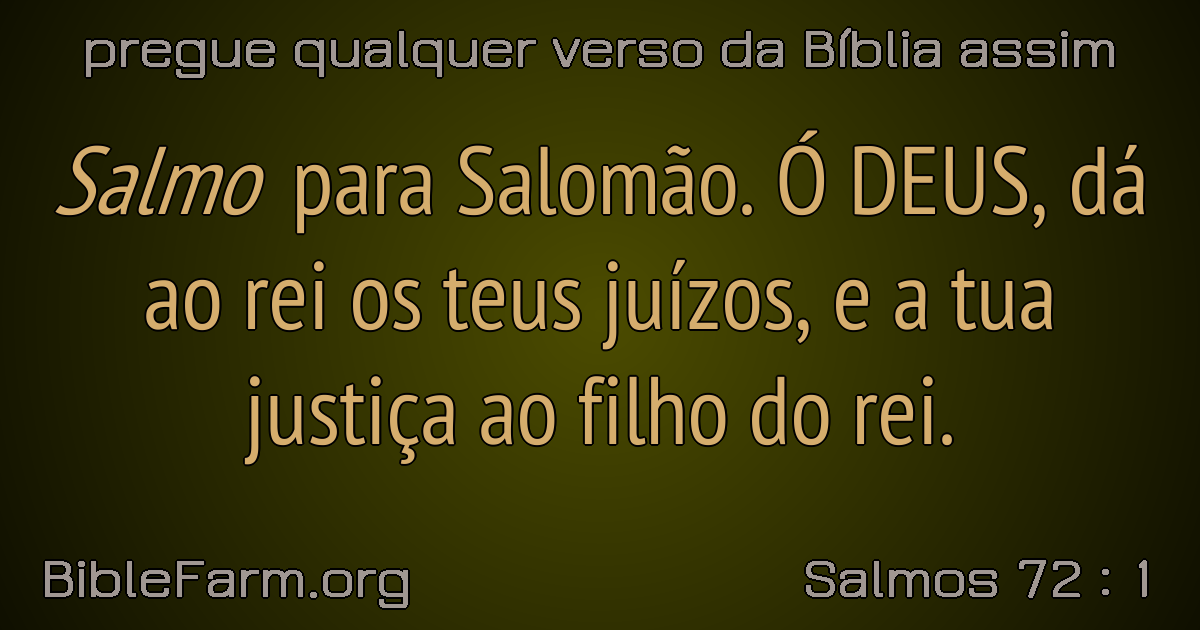 pregue qualquer verso da Bíblia assim
Salmo para Salomão. Ó DEUS, dá
ao rei os teus juízos, e a tua
justiça ao filho do rei.
BibleFarm.org
Salmos 72 : 1